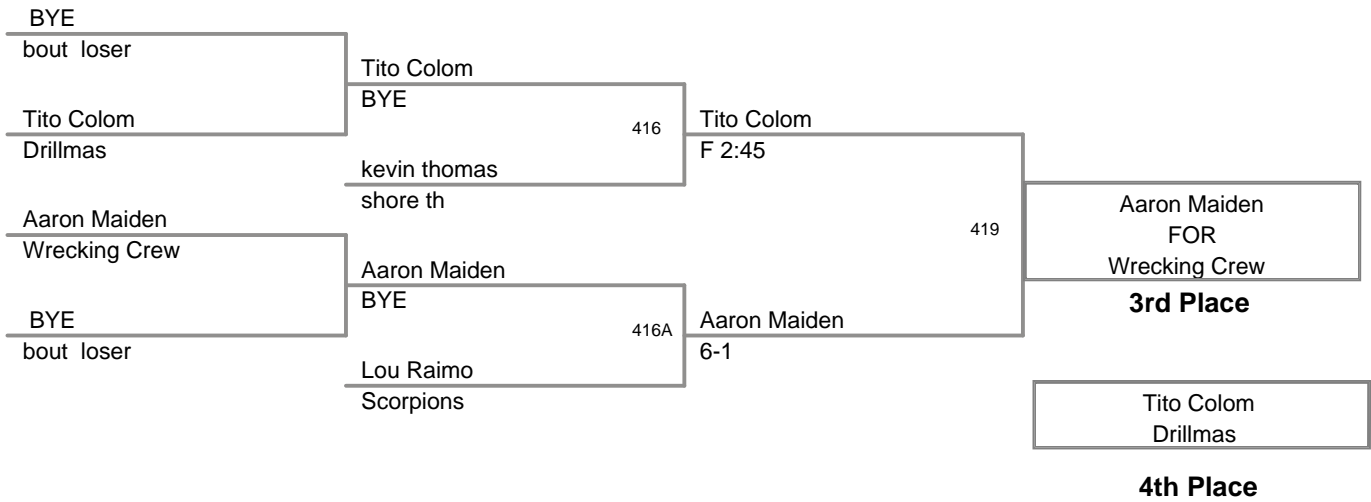 BYE
bout loser
Tito Colom
BYE
Tito Colom
Drillmas
416
Tito Colom
F 2:45
kevin thomas
shore th
Aaron Maiden
Wrecking Crew
419
Aaron Maiden
FOR
Wrecking Crew
3rd Place
Aaron Maiden
BYE
BYE
bout loser
416A
Aaron Maiden
6-1
Lou Raimo
Scorpions
Tito Colom
Drillmas
4th Place